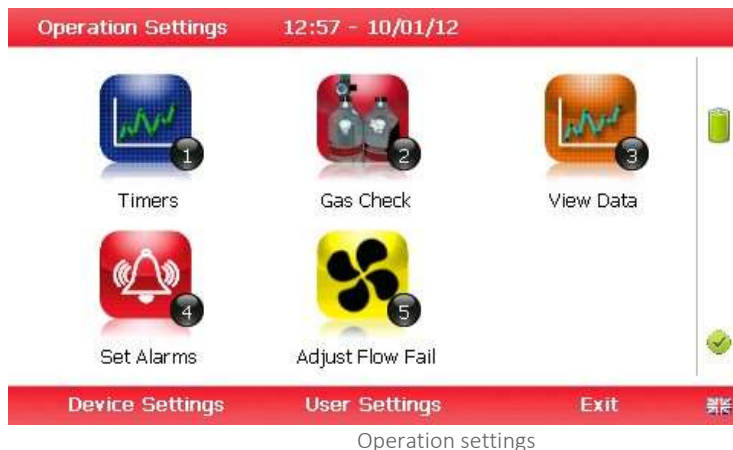 Operation Settings 12:57 - 10/01/12
1 2 3
Timers Gas Check View Data
4 5
Set Alarms Adjust Flow Fail
Device Settings User Settings Exit
Operation settings